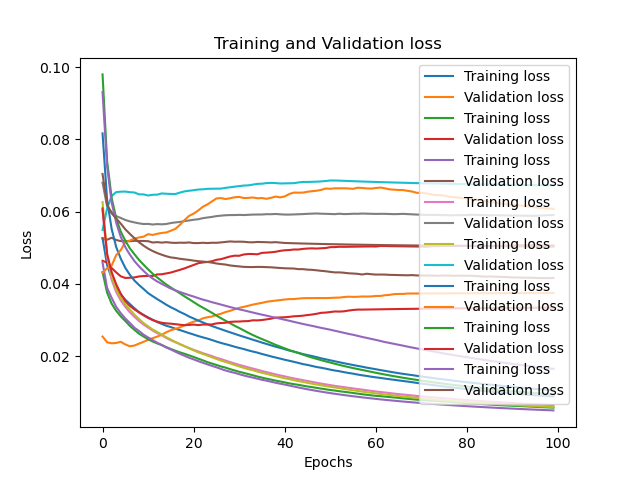 Training and Validation loss
0.10
0.08
0.06
0.04
0.02
Loss
0
20
40
60
80
100
Epochs
Training loss
Validation loss
Training loss
Validation loss
Training loss
Validation loss
Training loss
Validation loss
Training loss
Validation loss
Training loss
Validation loss
Training loss
Validation loss
Training loss
Validation loss